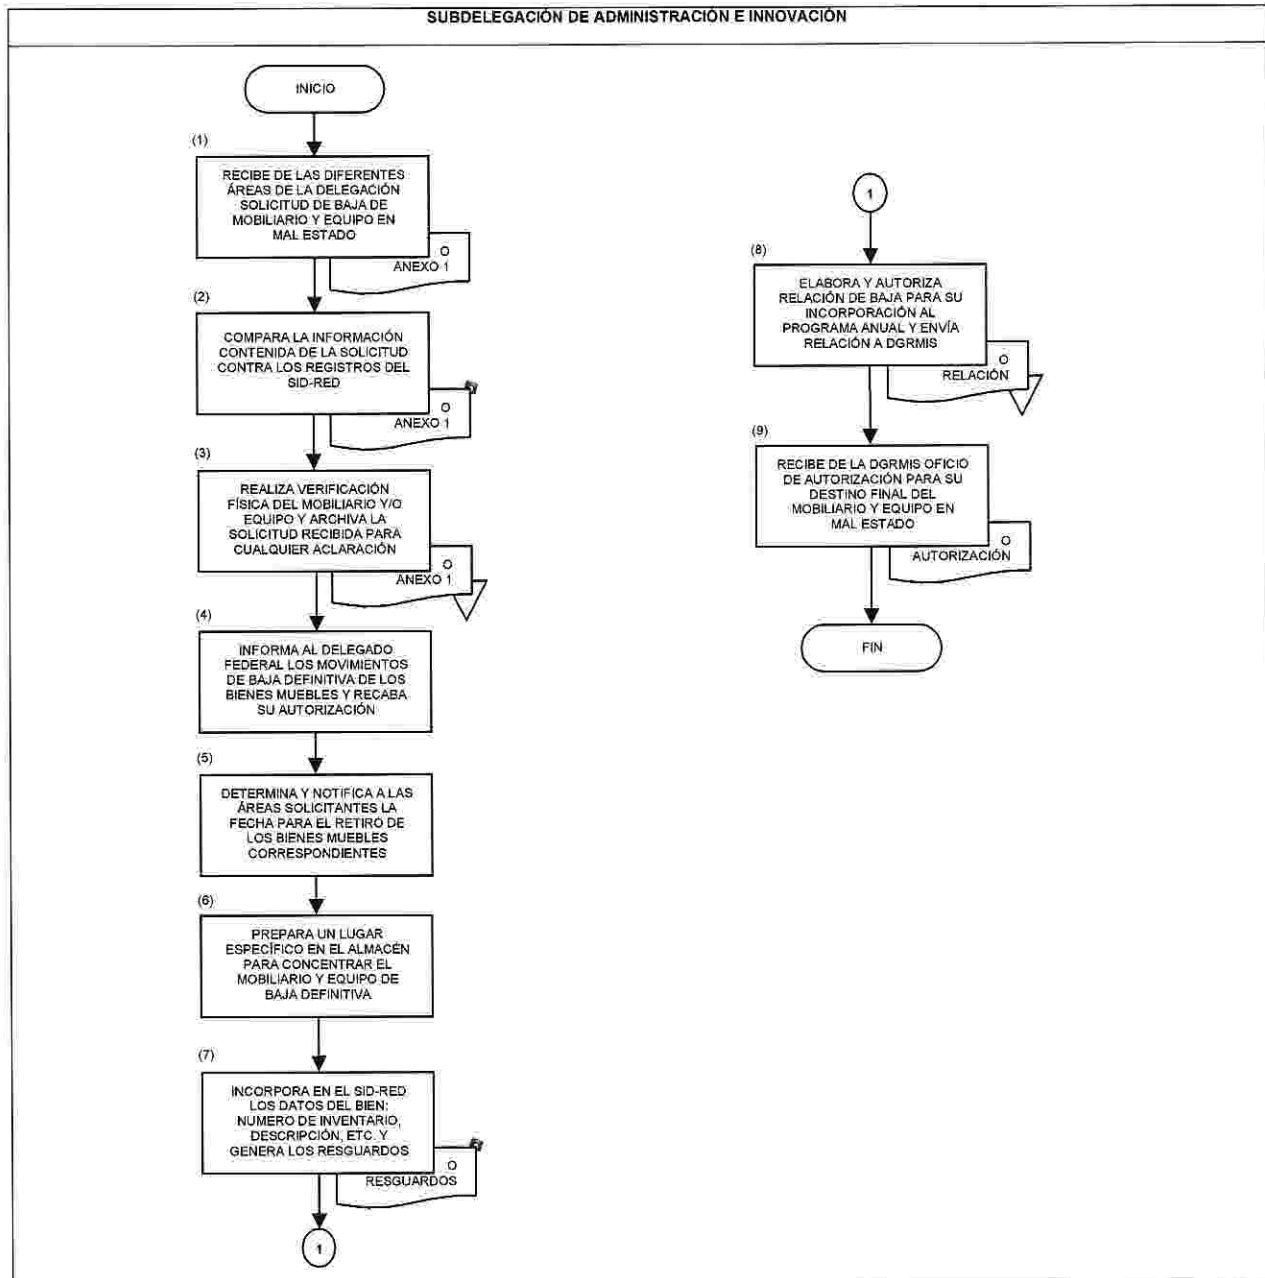 SUBDELEGACIÓN DE ADMINISTRACIÓN E INNOVACIÓN
INICIO
(1)
RECIBE DE LAS DIFERENTES
ÁREAS DE LA DELEGACIÓN
SOLICITUD DE BAJA DE
MOBILIARIO Y EQUIPO EN
MAL ESTADO
O
ANEXO 1
(2)
COMPARA LA INFORMACIÓN
CONTENIDA DE LA SOLICITUD
CONTRA LOS REGISTROS DEL
SID-RED
O
ANEXO 1
(3)
REALIZA VERIFICACIÓN
FÍSICA DEL MOBILIARIO Y/O
EQUIPO Y ARCHIVA LA
SOLICITUD RECIBIDA PARA
CUALQUIER ACLARACIÓN
O
ANEXO 1
(4)
INFORMA AL DELEGADO
FEDERAL LOS MOVIMIENTOS
DE BAJA DEFINITIVA DE LOS
BIENES MUEBLES Y RECABA
SU AUTORIZACIÓN
(5)
DETERMINA Y NOTIFICA A LAS
ÁREAS SOLICITANTES LA
FECHA PARA EL RETIRO DE
LOS BIENES MUEBLES
CORRESPONDIENTES
(6)
PREPARA UN LUGAR
ESPECÍFICO EN EL ALMACÉN
PARA CONCENTRAR EL
MOBILIARIO Y EQUIPO DE
BAJA DEFINITIVA
(7)
INCORPORA EN EL SID-RED
LOS DATOS DEL BIEN:
NUMERO DE INVENTARIO,
DESCRIPCIÓN, ETC. Y
GENERA LOS RESGUARDOS
O
RESGUARDOS
1
1
(8)
ELABORA Y AUTORIZA
RELACIÓN DE BAJA PARA SU
INCORPORACIÓN AL
PROGRAMA ANUAL Y ENVÍA
RELACIÓN A DGRMIS
O
RELACIÓN
(9)
RECIBE DE LA DGRMIS OFICIO
DE AUTORIZACIÓN PARA SU
DESTINO FINAL DEL
MOBILIARIO Y EQUIPO EN
MAL ESTADO
O
AUTORIZACIÓN
FIN